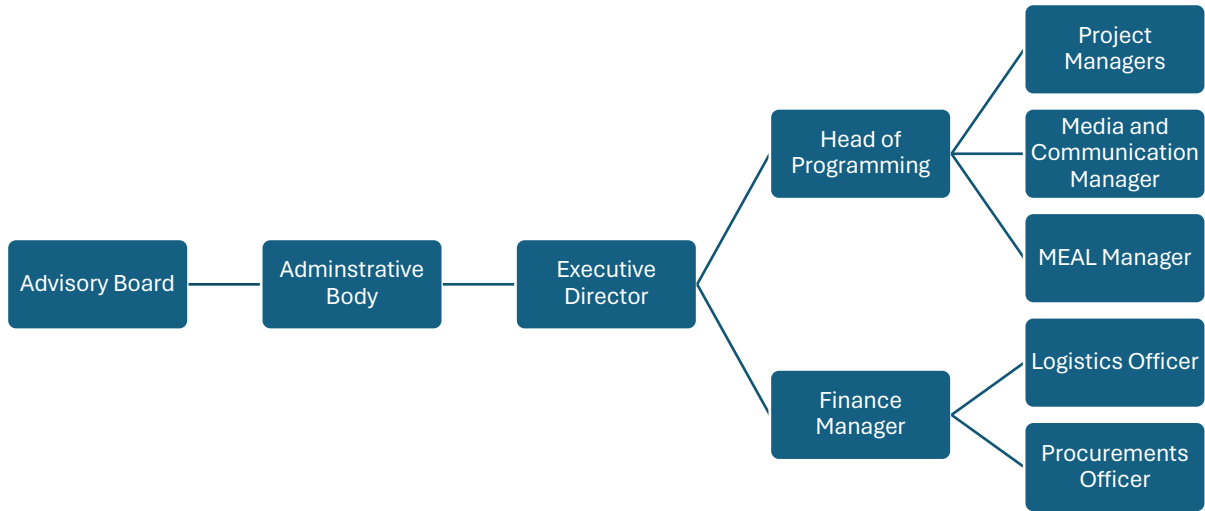 Advisory Board
Adminstrative
Body
Executive
Director
Head of
Programming
Finance
Manager
Project
Managers
Media and
Communication
Manager
MEAL Manager
Logistics Officer
Procurements
Officer